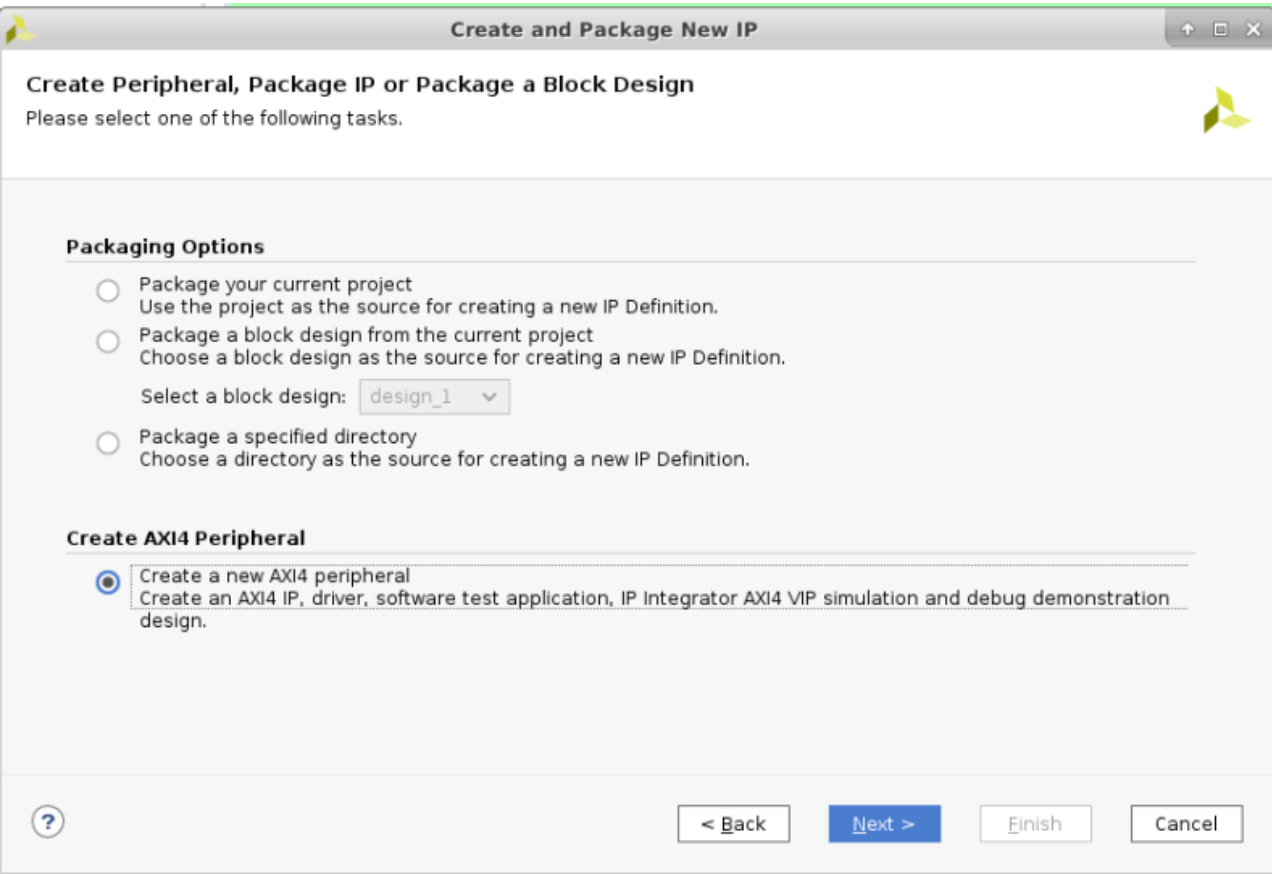 Create and Package New IP
Create Peripheral, Package IP or Package a Block Design
Please select one of the following tasks.
Packaging Options
Package your current project
Use the project as the source for creating a new IP Definition.
Package a block design from the current project
Choose a block design as the source for creating a new IP Definition.
Select a block design: design_1
Package a specified directory
Choose a directory as the source for creating a new IP Definition.
Create AXI4 Peripheral
Create a new AXI4 peripheral
Create an AXI4 IP, driver, software test application, IP Integrator AXI4 VIP simulation and debug demonstration
design.
? < Back Next > Finish Cancel